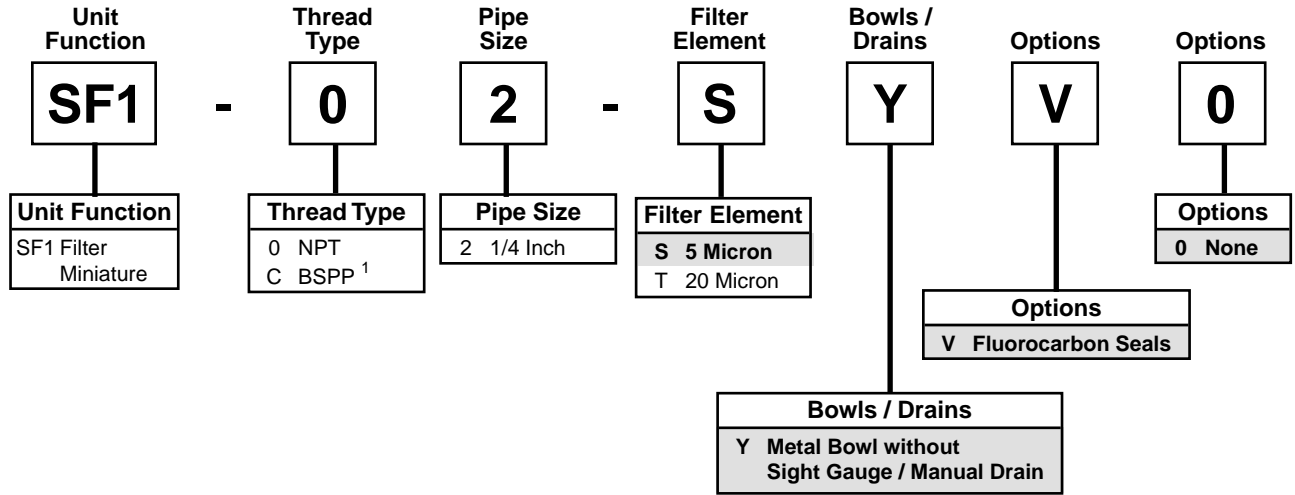 Unit Function
Thread Type
Pipe Size
Filter Element
Bowls / Drains
Options
Options
SF1 - 0 2 - S Y V 0
Unit Function
SF1 Filter
Miniature
Thread Type
0 NPT
C BSPP 1
Pipe Size
2 1/4 Inch
Filter Element
S 5 Micron
T 20 Micron
Options
0 None
Options
V Fluorocarbon Seals
Bowls / Drains
Y Metal Bowl without
Sight Gauge / Manual Drain